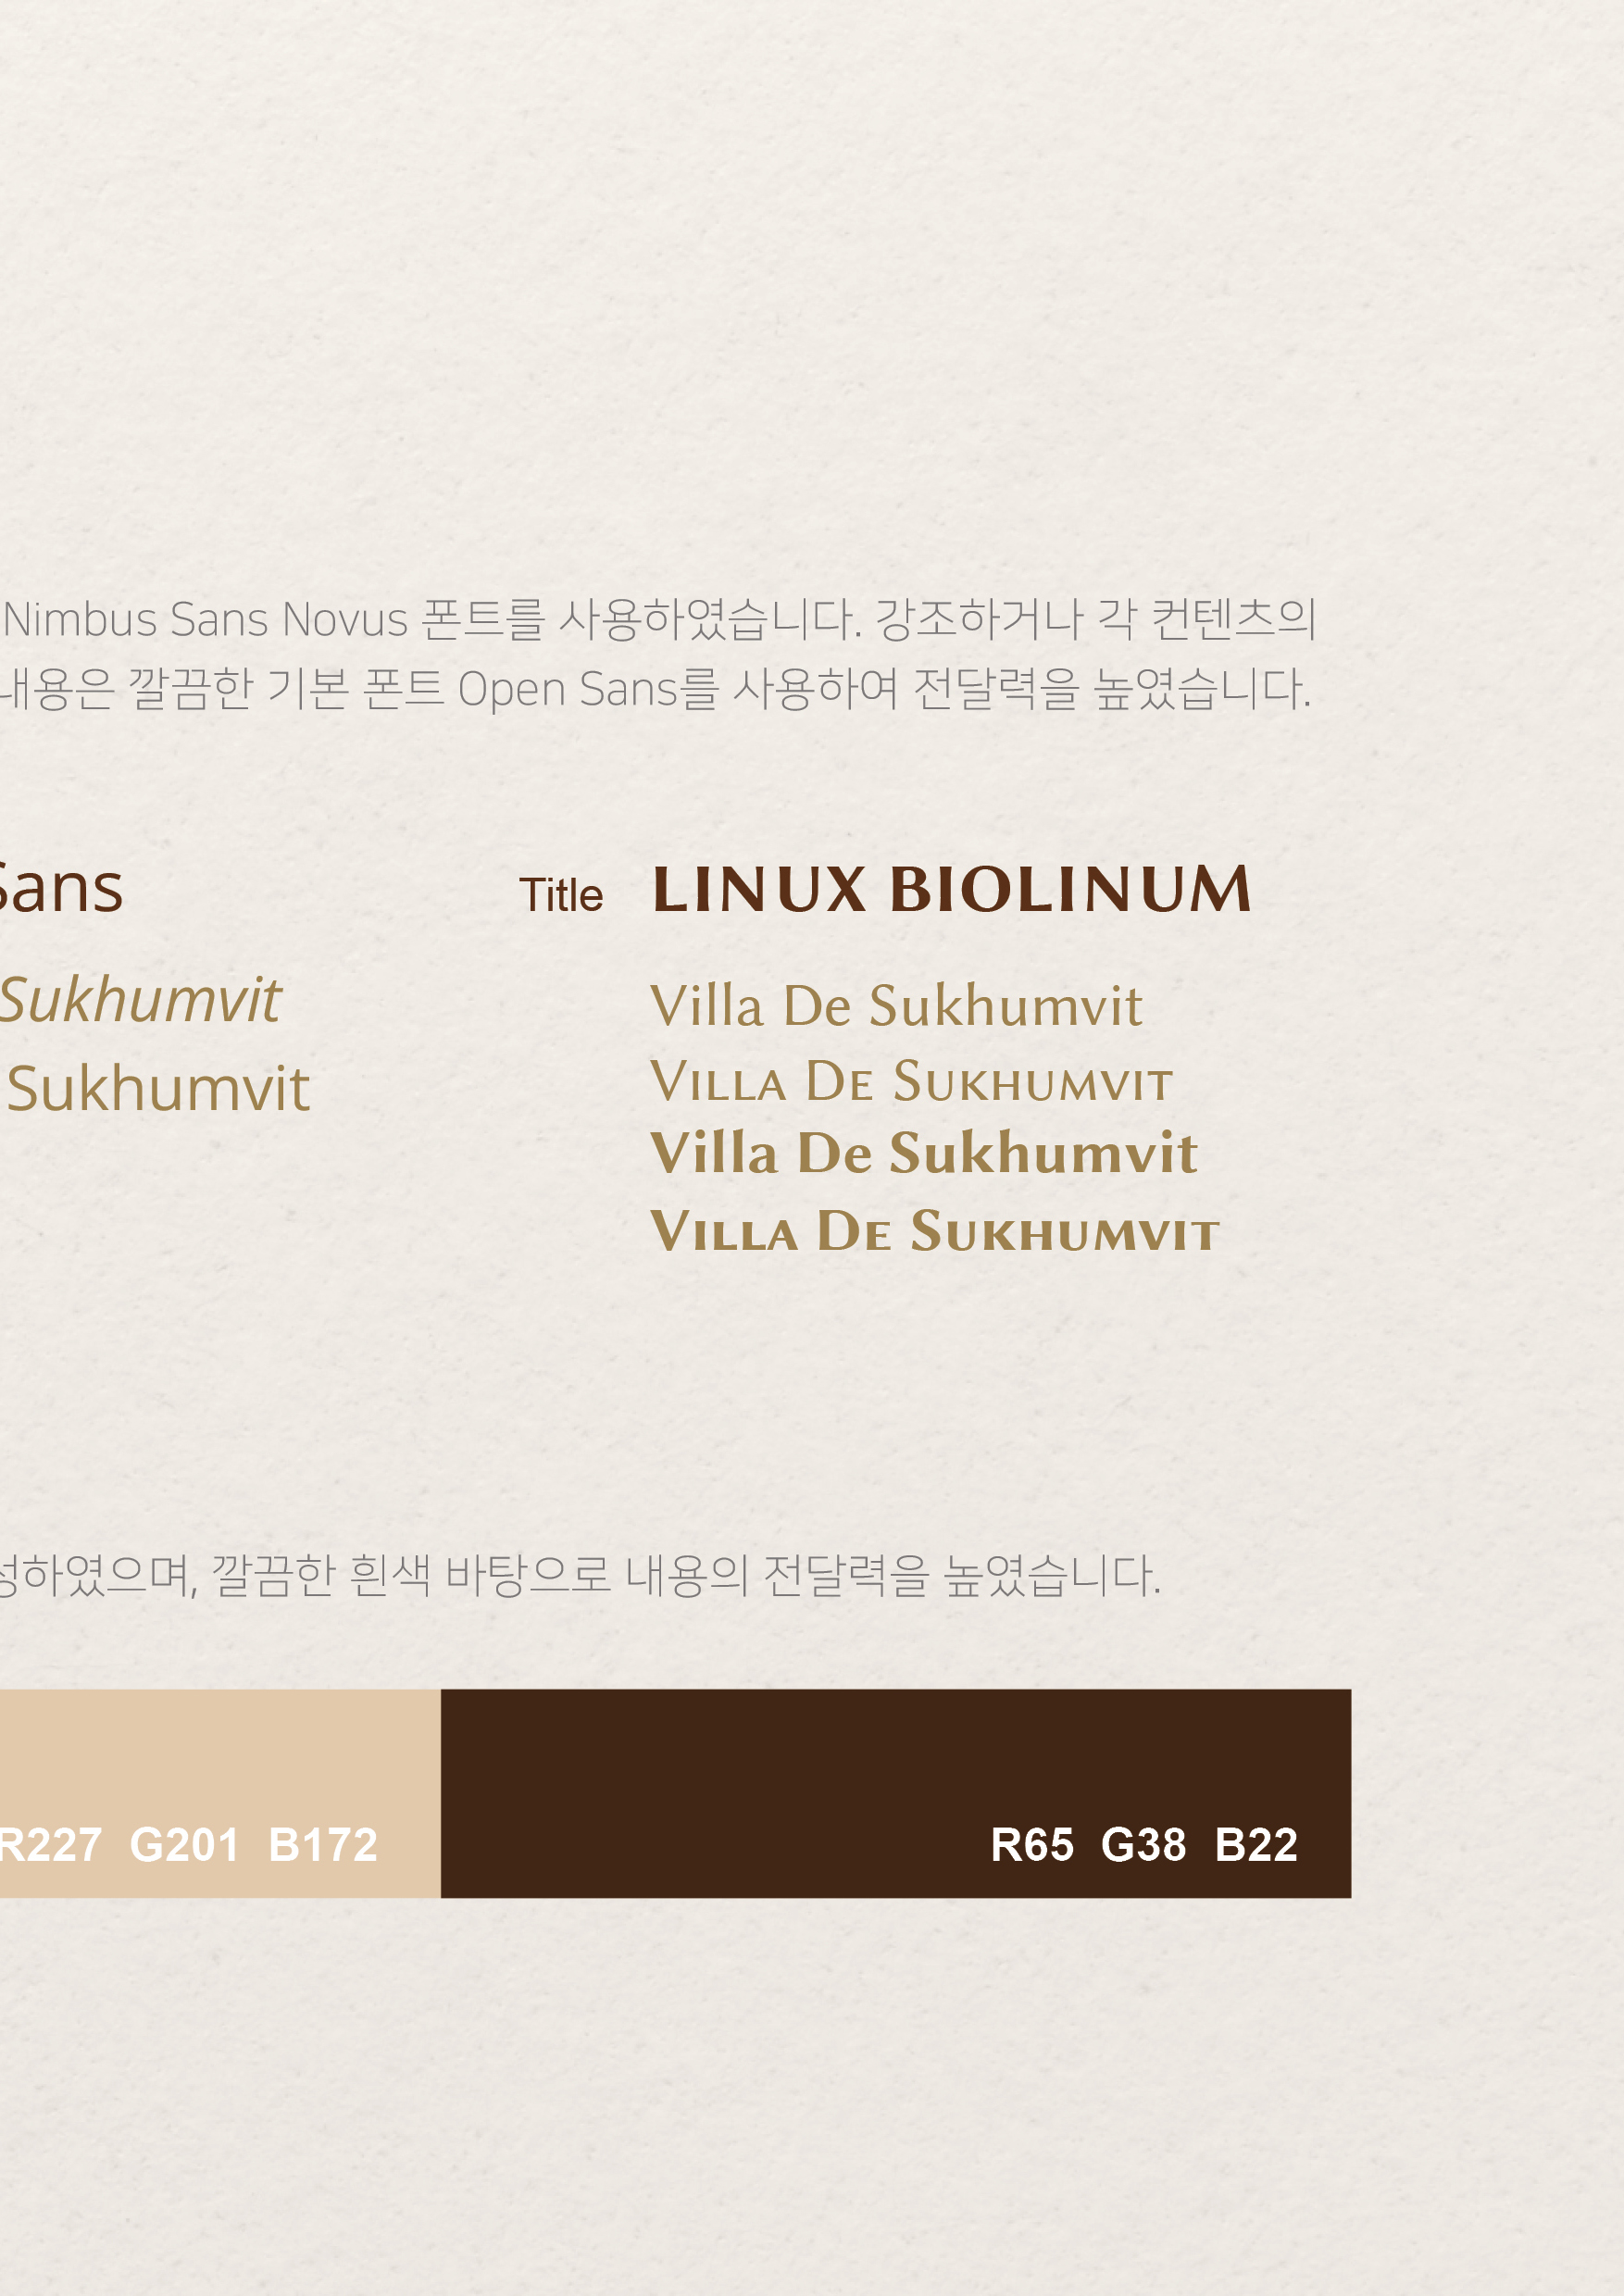 Nimbus Sans Novus 폰트를 사용하였습니다. 강조하거나 각 컨텐츠의
내용은 깔끔한 기본 폰트 Open Sans를 사용하여 전달력을 높였습니다.
Sans
Title LINUX BIOLINUM
Sukhumvit
Villa De Sukhumvit
Sukhumvit
Villa De Sukhumvit
Villa De Sukhumvit
Villa De Sukhumvit
성하였으며, 깔끔한 흰색 바탕으로 내용의 전달력을 높였습니다.
R227 G201 B172
R65 G38 B22